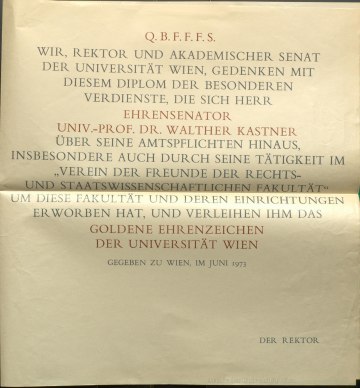 Q. B. F. F. F. S.
WIR, REKTOR UND AKADEMISCHER SENAT
DER UNIVERSITÄT WIEN, GEDENKEN MIT
DIESEM DIPLOM DER BESONDEREN
VERDIENSTE, DIE SICH HERR
EHRENSENATOR
UNIV.-PROF. DR. WALTHER KASTNER
ÜBER SEINE AMTSPFLICHTEN HINAUS,
INSBESONDERE AUCH DURCH SEINE TÄTIGKEIT IM
„VEREIN DER FREUNDE DER RECHTS-
UND STAATSWISSENSCHAFTLICHEN FAKULTÄT“
UM DIESE FAKULTÄT UND DEREN EINRICHTUNGEN
ERWORBEN HAT, UND VERLEIHEN IHM DAS
GOLDENE EHRENZEICHEN
DER UNIVERSITÄT WIEN
GEGEBEN ZU WIEN, IM JUNI 1973
DER REKTOR